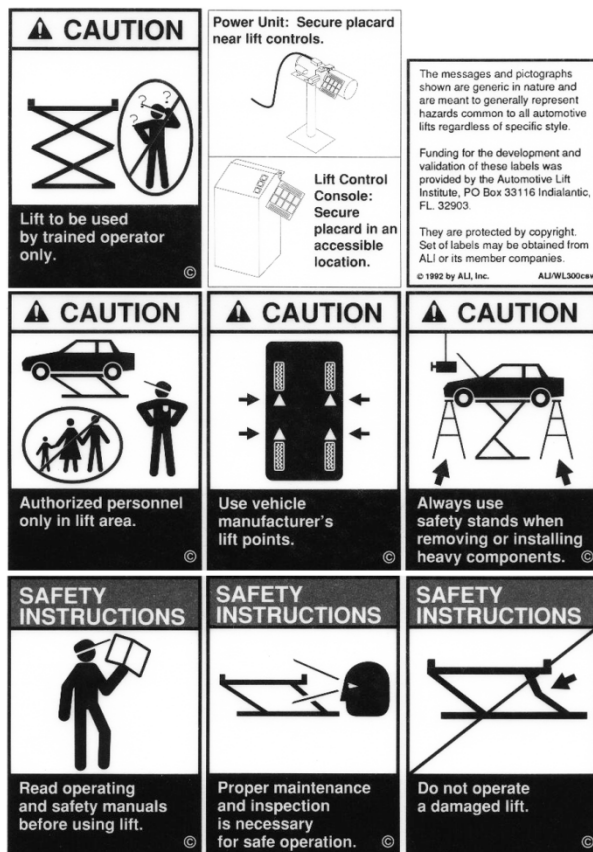 CAUTION
? ?
?
Lift to be used
by trained operator
only.
©
Power Unit: Secure placard
near lift controls.
Lift Control
Console:
Secure
placard in an
accessible
location.
The messages and pictographs
shown are generic in nature and
are meant to generally represent
hazards common to all automotive
lifts regardless of specific style.
Funding for the development and
validation of these labels was
provided by the Automotive Lift
Institute, PO Box 33116 Indialantic,
FL. 32903.
They are protected by copyright.
Set of labels may be obtained from
ALI or its member companies.
© 1992 by ALI, Inc. ALI/WL300csw
CAUTION
Authorized personnel
only in lift area.
©
CAUTION
Use vehicle
manufacturer's
lift points.
©
CAUTION
Always use
safety stands when
removing or installing
heavy components.
©
SAFETY
INSTRUCTIONS
Read operating
and safety manuals
before using lift.
©
SAFETY
INSTRUCTIONS
Proper maintenance
and inspection
is necessary
for safe operation.
©
SAFETY
INSTRUCTIONS
Do not operate
a damaged lift.
©